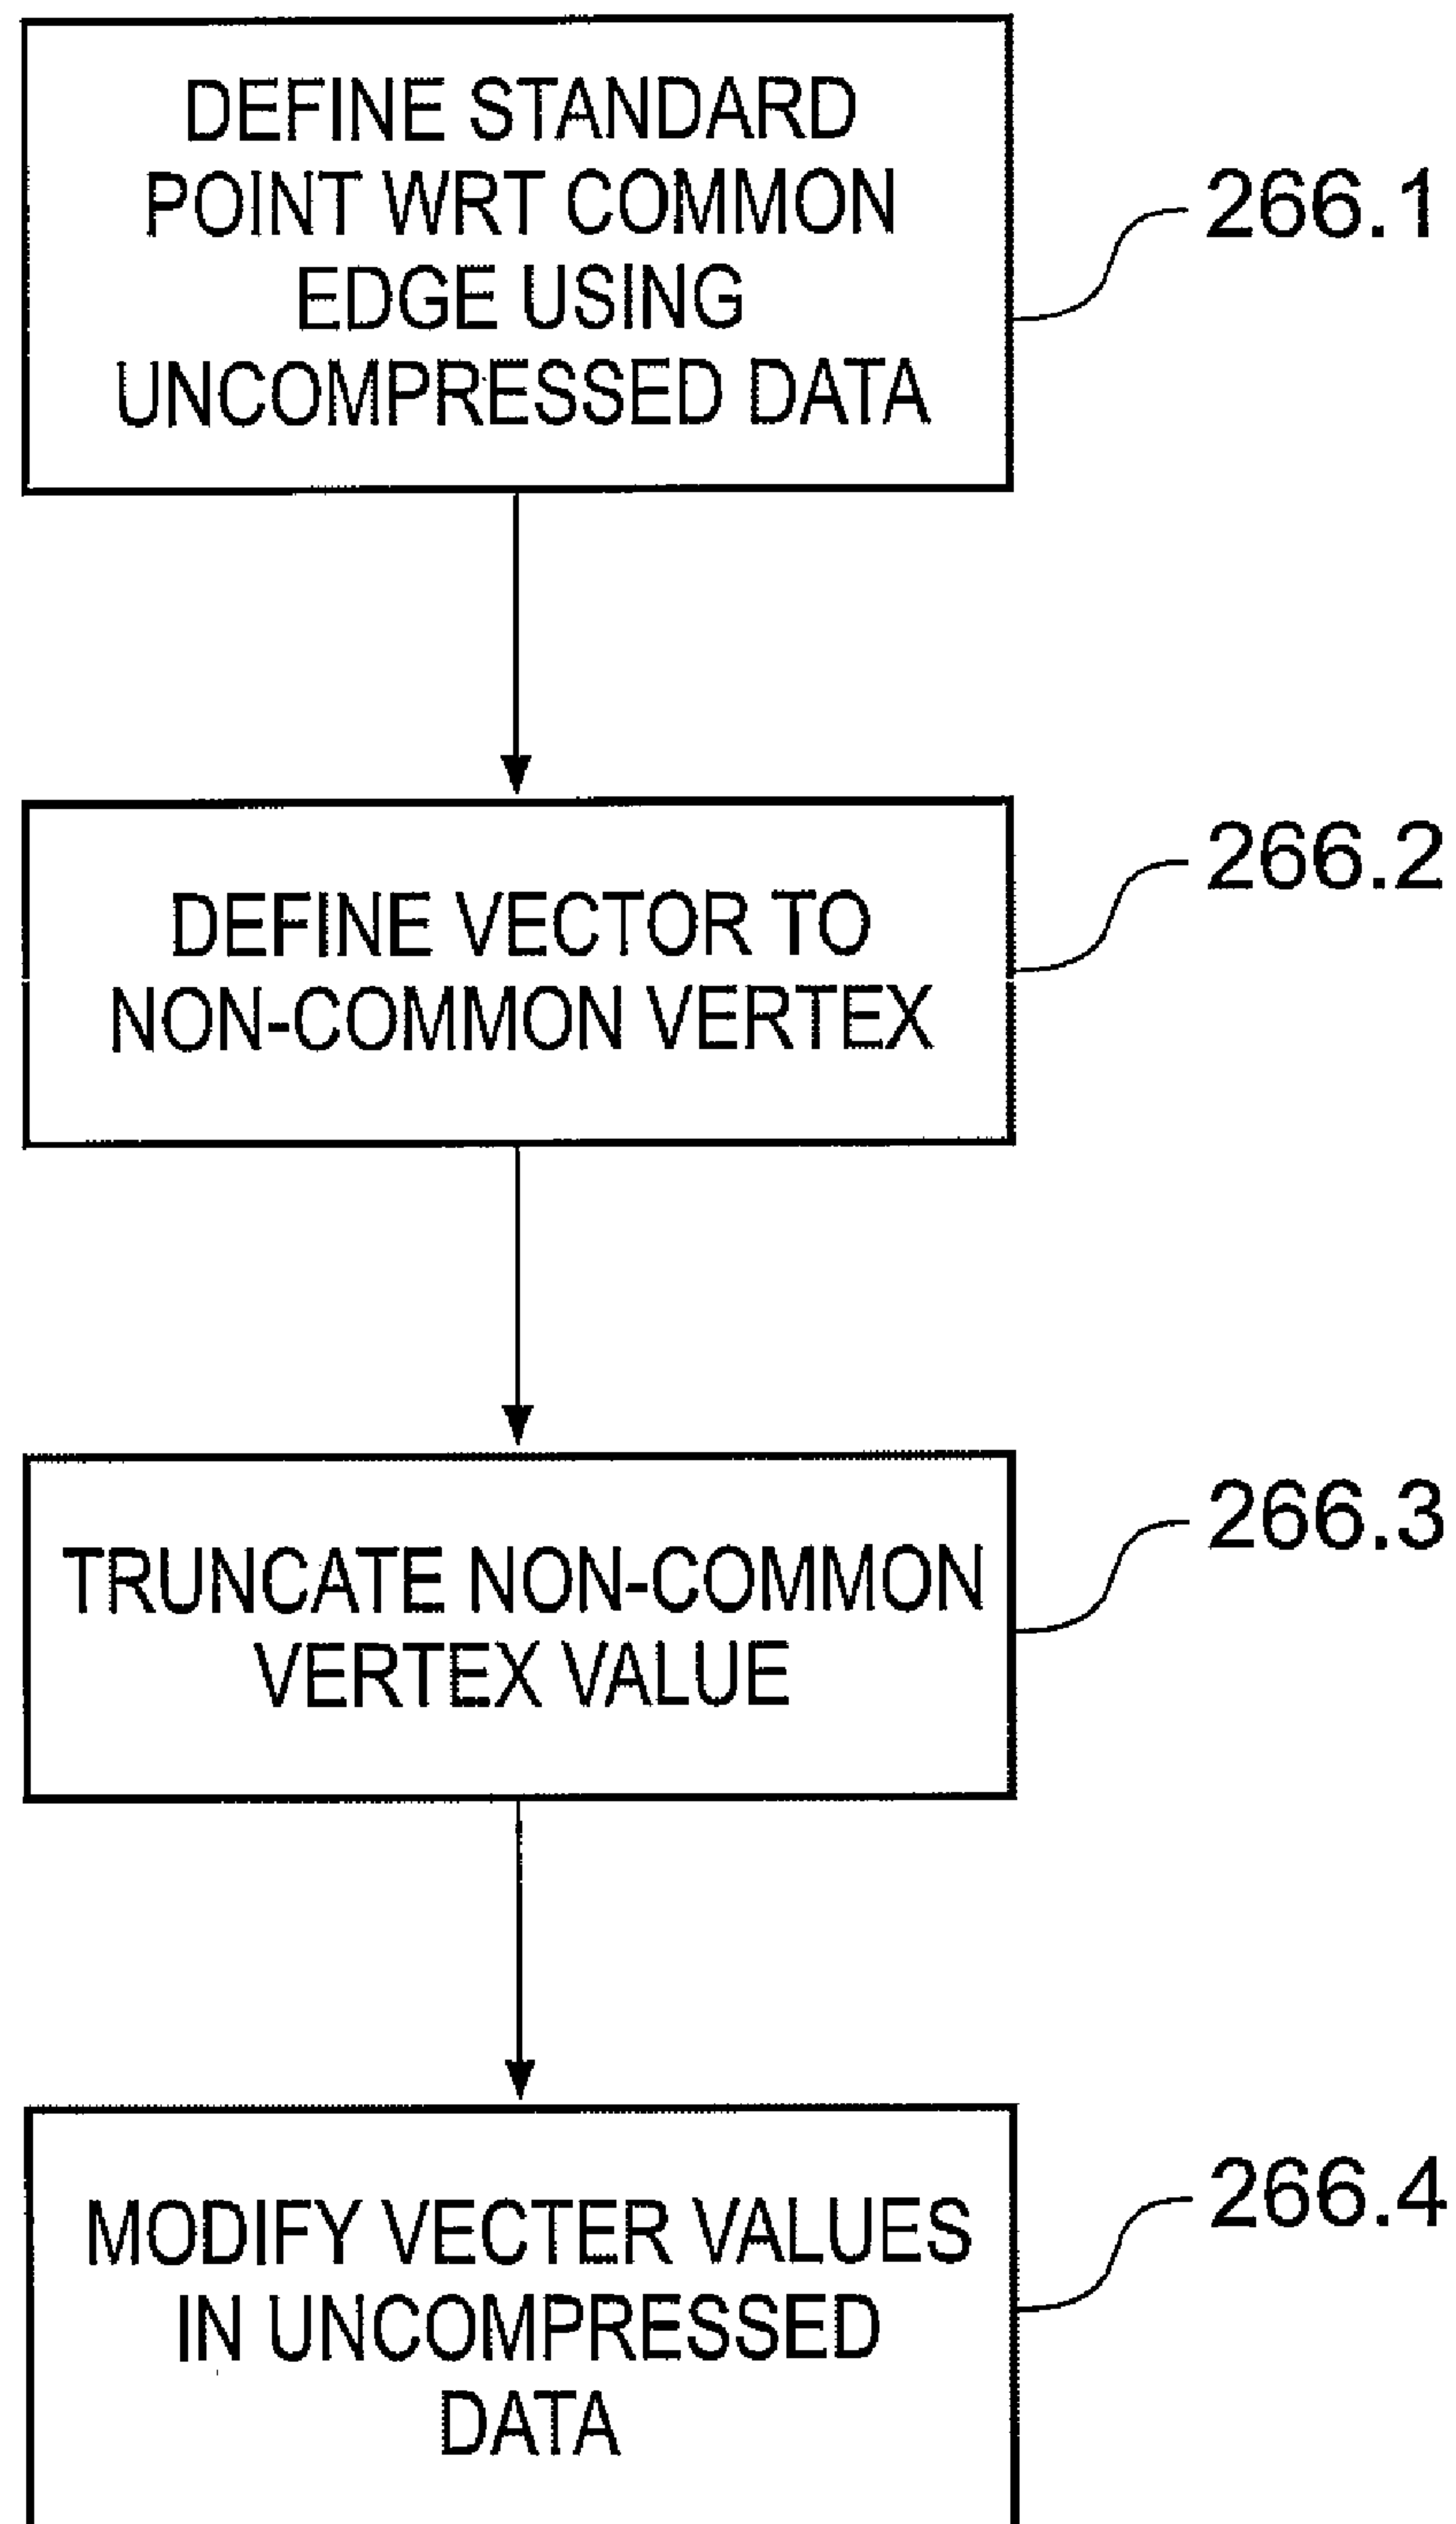 DEFINE STANDARD
POINT WRT COMMON
EDGE USING
UNCOMPRESSED DATA
266.1
DEFINE VECTOR TO
NON-COMMON VERTEX
266.2
TRUNCATE NON-COMMON
VERTEX VALUE
266.3
MODIFY VECTER VALUES
IN UNCOMPRESSED
DATA
266.4